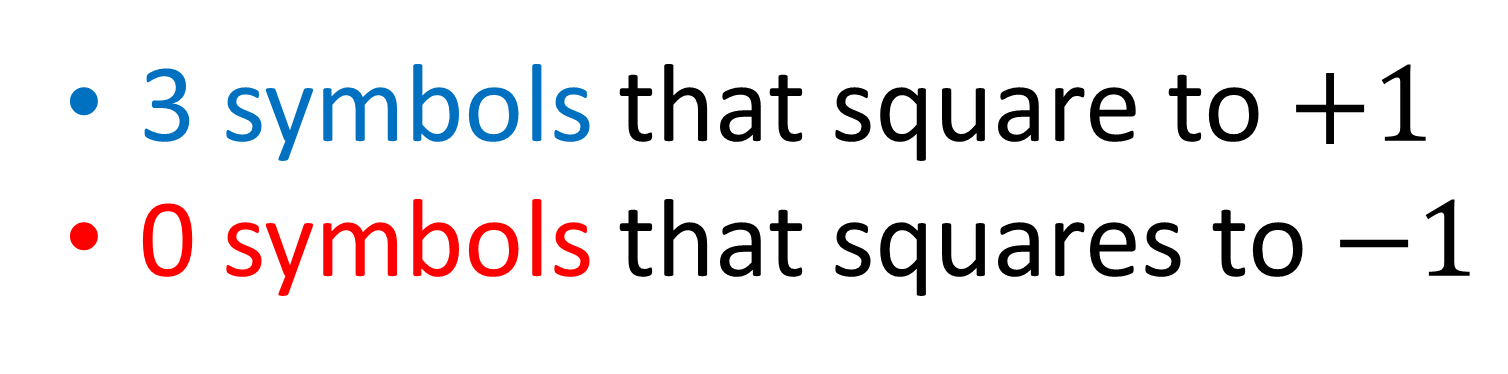 • 3 symbols that square to +1
• 0 symbols that squares to −1